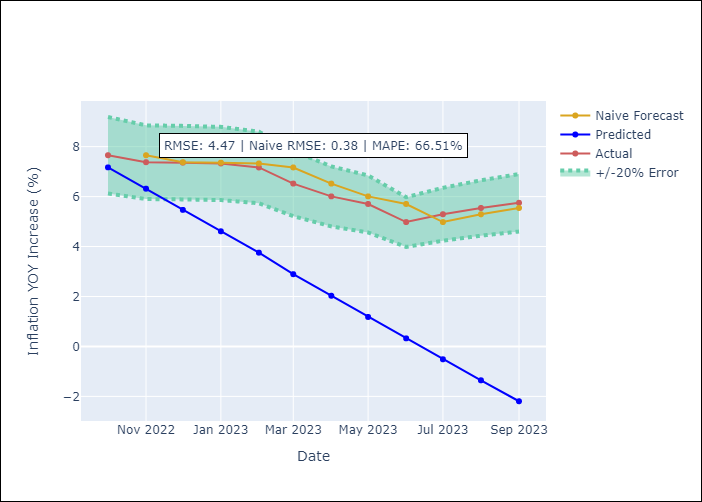 RMSE: 4.47 | Naive RMSE: 0.38 | MAPE: 66.51%
Naive Forecast
Predicted
Actual
+/-20% Error
Inflation YOY Increase (%)
8
6
4
2
0
−2
Nov 2022 Jan 2023 Mar 2023 May 2023 Jul 2023 Sep 2023
Date